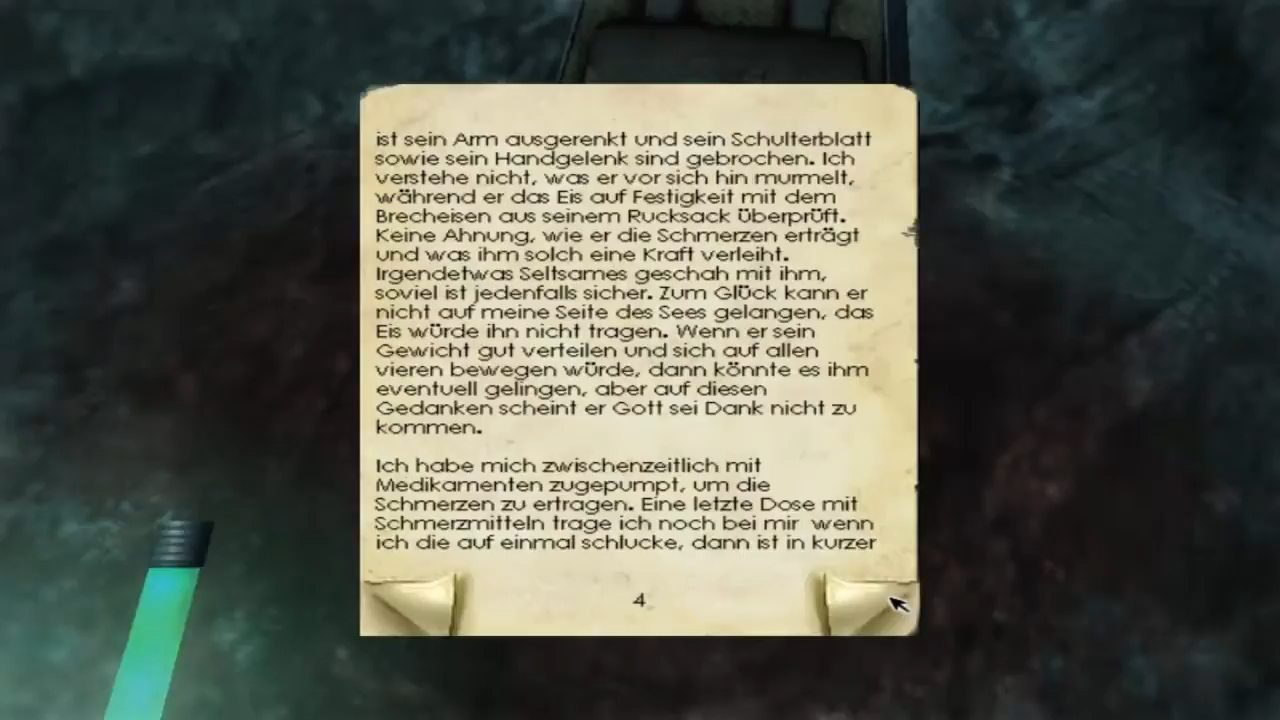 ist sein Arm ausgerenkt und sein Schulterblatt
sowie sein Handgelenk sind gebrochen. Ich
verstehe nicht, was er vor sich hin murmelt,
während er das Eis auf Festigkeit mit dem
Brecheisen aus seinem Rucksack überprüft.
Keine Ahnung, wie er die Schmerzen erträgt
und was ihm solch eine Kraft verleiht.
Irgendetwas Seltsames geschah mit ihm,
soviel ist jedenfalls sicher. Zum Glück kann er
nicht auf meine Seite des Sees gelangen, das
Eis würde ihn nicht tragen. Wenn er sein
Gewicht gut verteilen und sich auf allen
vieren bewegen würde, dann könnte es ihm
eventuell gelingen, aber auf diesen
Gedanken scheint er Gott sei Dank nicht zu
kommen.
Ich habe mich zwischenzeitlich mit
Medikamenten zugepumpt, um die
Schmerzen zu ertragen. Eine letzte Dose mit
Schmerzmitteln trage ich noch bei mir  wenn
ich die auf einmal schlucke, dann ist in kurzer
4